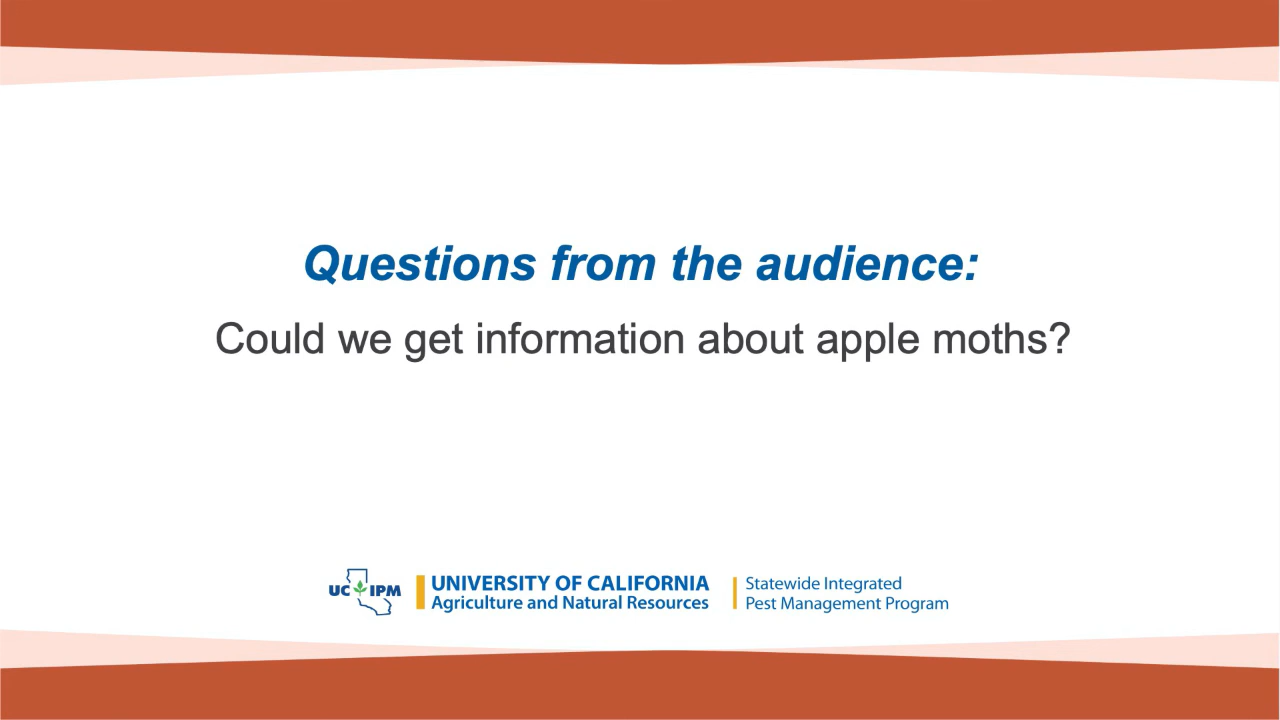 Questions from the audience:
Could we get information about apple moths?
UC IPM
UNIVERSITY OF CALIFORNIA
Agriculture and Natural Resources
Statewide Integrated
Pest Management Program